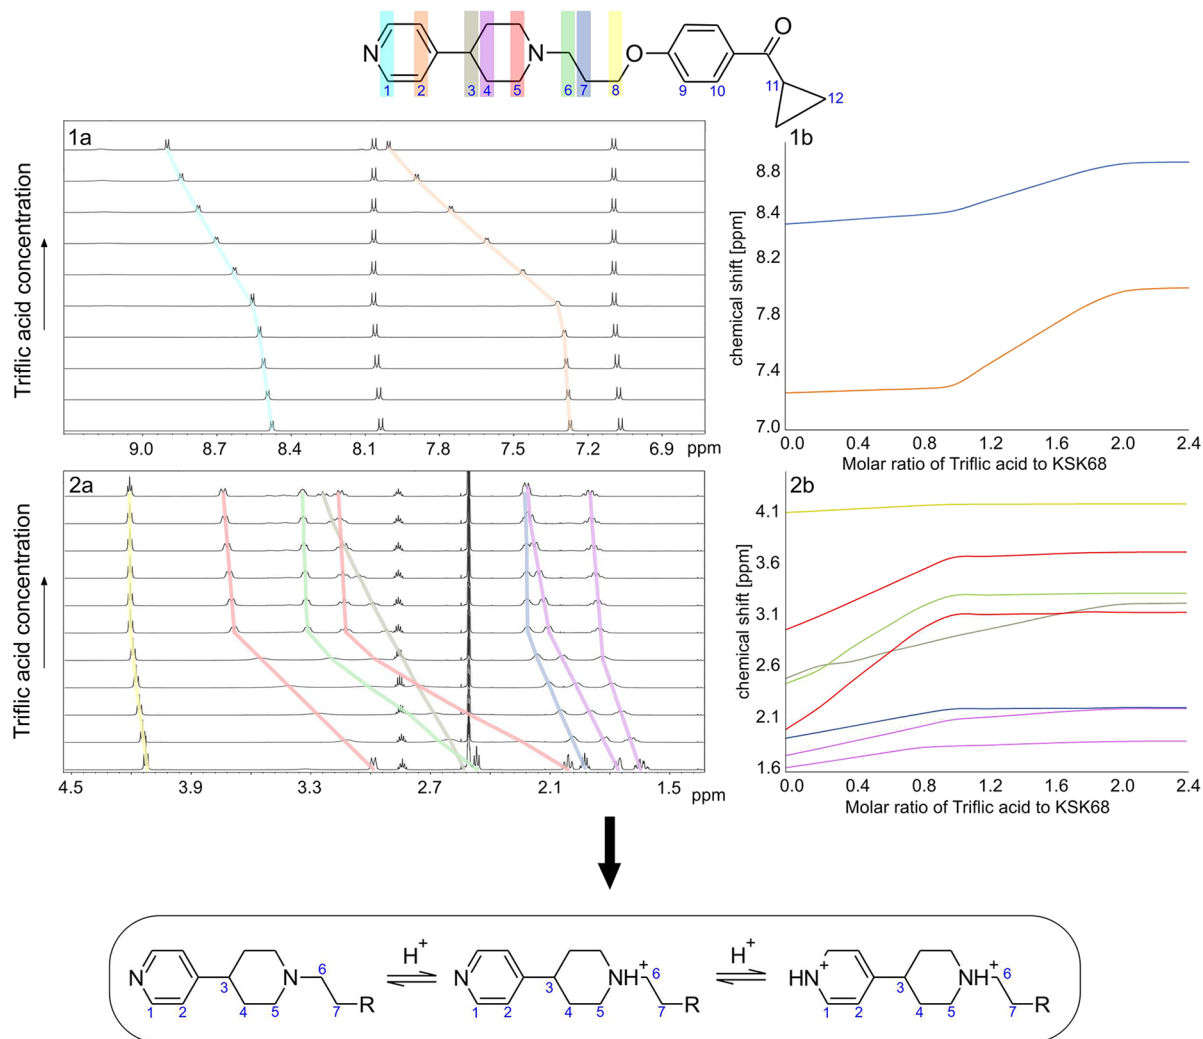 N
N
O
O
1
2
3
4
5
6
7
8
9
10
11
12
1a
Triflic acid concentration
9.0 8.7 8.4 8.1 7.8 7.5 7.2 6.9 ppm
1b
chemical shift [ppm]
8.8
8.4
8.2
7.8
7.4
7.0
0.0 0.4 0.8 1.2 1.6 2.0 2.4
Molar ratio of Triflic acid to KSK68
2a
Triflic acid concentration
4.5 3.9 3.3 2.7 2.1 1.5 ppm
2b
chemical shift [ppm]
4.1
3.6
3.1
2.6
2.1
1.6
0.0 0.4 0.8 1.2 1.6 2.0 2.4
Molar ratio of Triflic acid to KSK68
N N R
1 2 3 4 5 6 7
H+
N NH+ R
1 2 3 4 5 6 7
H+
HN+ NH+ R
1 2 3 4 5 6 7